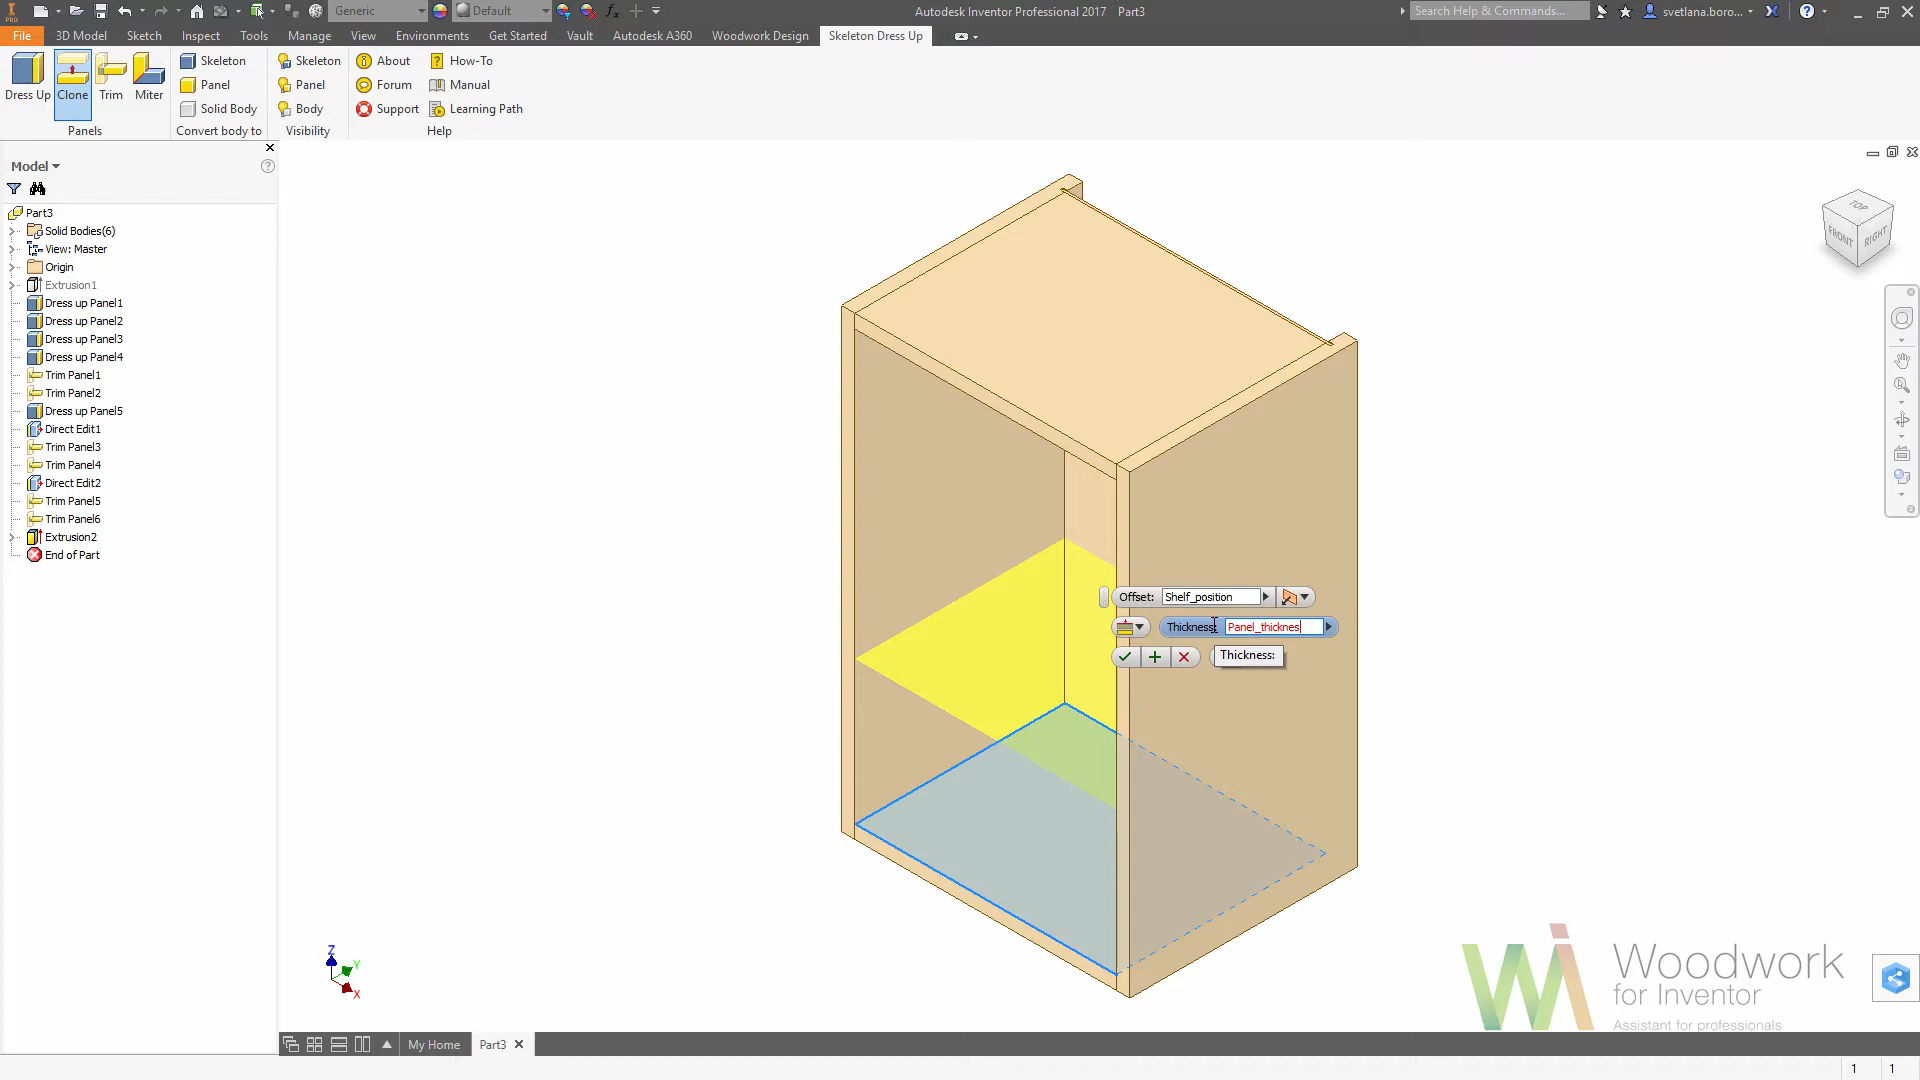 PRO
Generic
Default
Autodesk Inventor Professional 2017 Part3
Search Help & Commands...
svetlana.boro...
File 3D Model Sketch Inspect Tools Manage View Environments Get Started Vault Autodesk A360 Woodwork Design Skeleton Dress Up
Dress Up
Clone
Trim
Miter
Panels
Skeleton
Panel
Solid Body
Convert body to
Skeleton
Panel
Body
Visibility
About
Forum
Support
How-To
Manual
Learning Path
Help
Model
Part3
Solid Bodies(6)
View: Master
Origin
Extrusion1
Dress up Panel1
Dress up Panel2
Dress up Panel3
Dress up Panel4
Trim Panel1
Trim Panel2
Dress up Panel5
Direct Edit1
Trim Panel3
Trim Panel4
Direct Edit2
Trim Panel5
Trim Panel6
Extrusion2
End of Part
TOP
FRONT
RIGHT
Offset: Shelf_position
Thickness: Panel_thicknes
Thickness:
Z
Y
X
Woodwork
for Inventor
Assistant for professionals
My Home
Part3
1 1